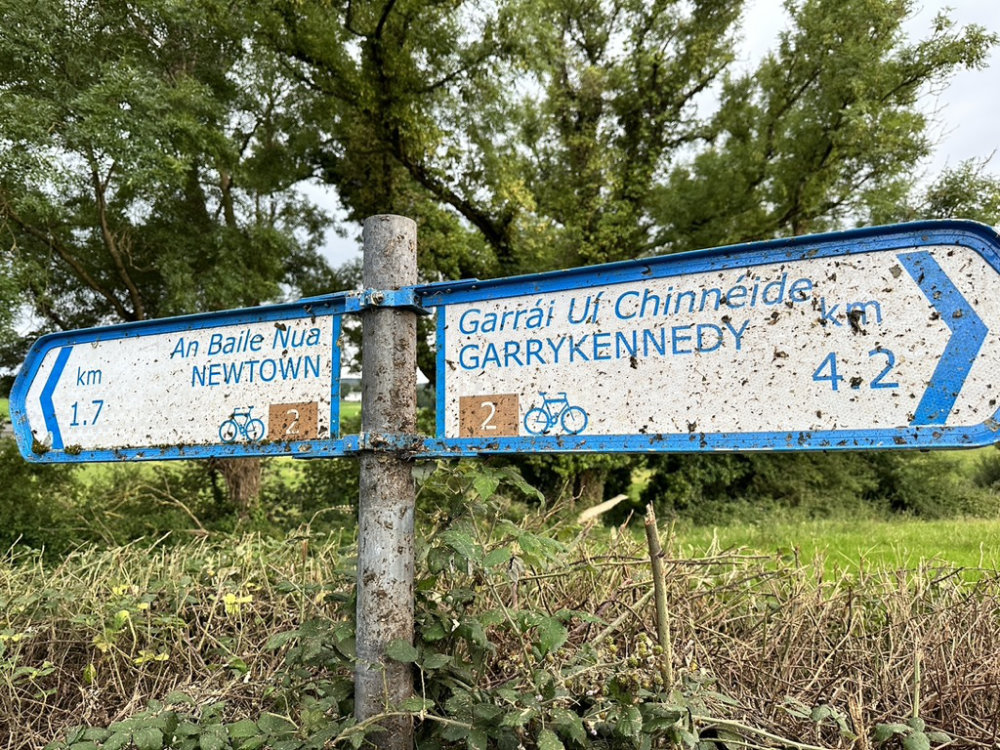 An Baile Nua
NEWTOWN
km
1.7
2
Garrái Uí Chinnéide
GARRYKENNEDY
km
4.2
2